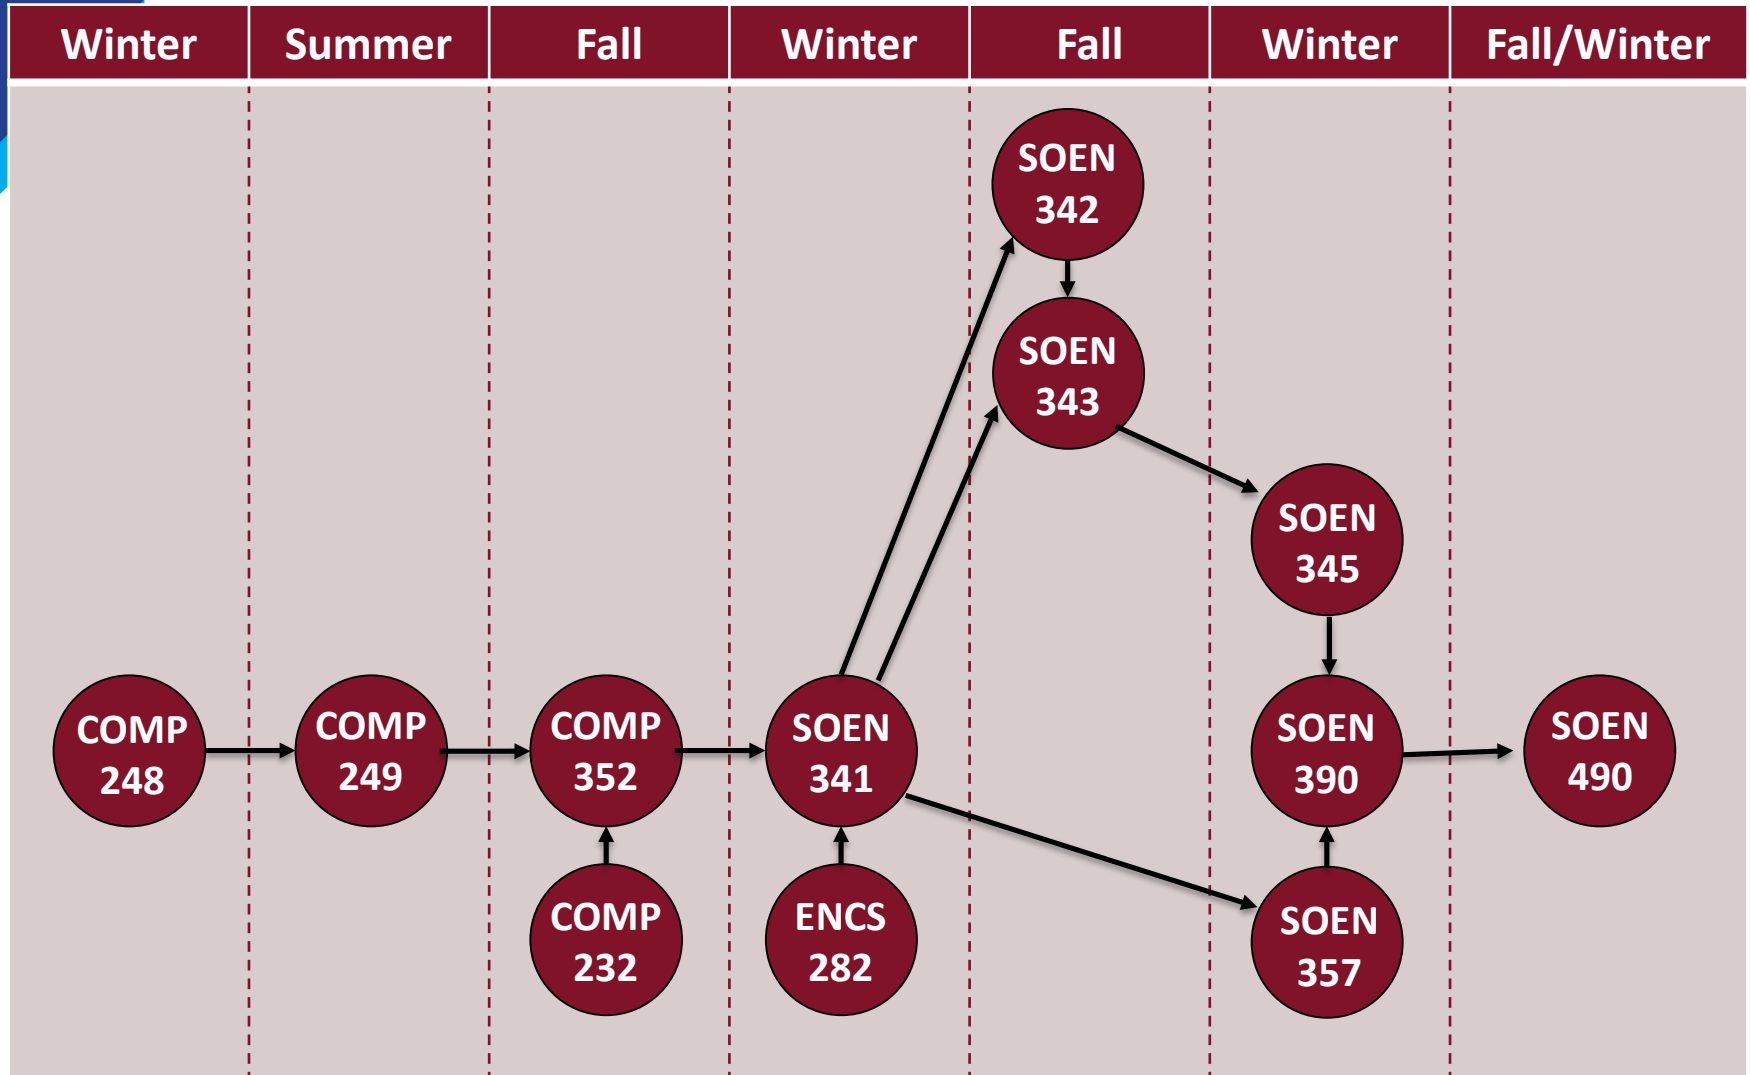 Winter
Summer
Fall
Winter
Fall
Winter
Fall/Winter
SOEN
342
SOEN
343
SOEN
345
COMP
248
COMP
249
COMP
352
SOEN
341
SOEN
390
SOEN
490
COMP
232
ENCS
282
SOEN
357